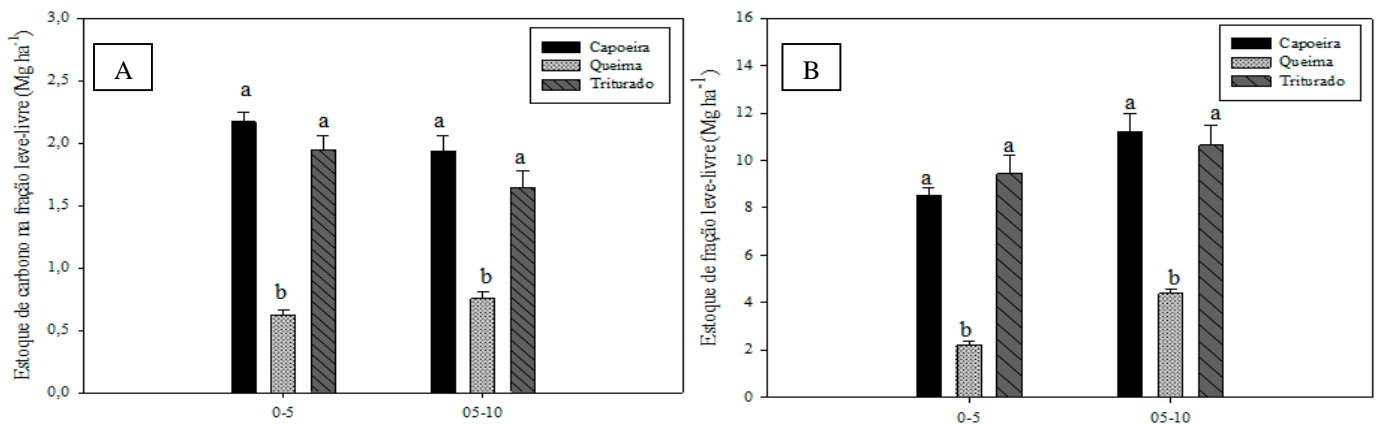 Estoque de carbono na fração leve-livre (Mg ha⁻¹)
3,0
2,5
2,0
1,5
1,0
0,5
0,0
A
Capoeira
Queima
Triturado
a
b
a
a
b
a
0-5
05-10
Estoque de fração leve-livre (Mg ha⁻¹)
16
14
12
10
8
6
4
2
0
B
Capoeira
Queima
Triturado
a
b
a
a
b
a
0-5
05-10